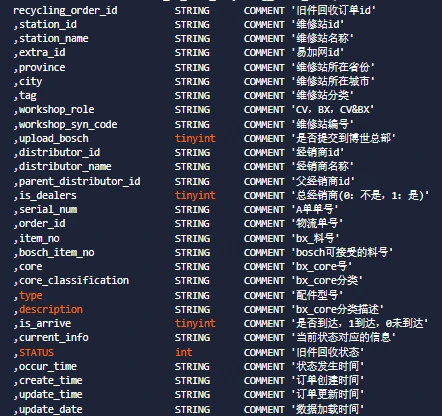 recycling_order_id STRING COMMENT '旧件回收订单id'
,station_id STRING COMMENT '维修站id'
,station_name STRING COMMENT '维修站名称'
,extra_id STRING COMMENT '易加网id'
,province STRING COMMENT '维修站所在省份'
,city STRING COMMENT '维修站所在城市'
,tag STRING COMMENT '维修站分类'
,workshop_role STRING COMMENT 'CV，BX，CV&BX'
,workshop_syn_code STRING COMMENT '维修站编号'
,upload_bosch tinyint COMMENT '是否提交到博世总部'
,distributor_id STRING COMMENT '经销商id'
,distributor_name STRING COMMENT '经销商名称'
,parent_distributor_id STRING COMMENT '父经销商id'
,is_dealers tinyint COMMENT '总经销商(0：不是，1：是)'
,serial_num STRING COMMENT 'A单单号'
,order_id STRING COMMENT '物流单号'
,item_no STRING COMMENT 'bx_料号'
,bosch_item_no STRING COMMENT 'bosch可接受的料号'
,core STRING COMMENT 'bx_core号'
,core_classification STRING COMMENT 'bx_core分类'
,type STRING COMMENT '配件型号'
,description STRING COMMENT 'bx_core分类描述'
,is_arrive tinyint COMMENT '是否到达，1到达，0未到达'
,current_info STRING COMMENT '当前状态对应的信息'
,STATUS int COMMENT '旧件回收状态'
,occur_time STRING COMMENT '状态发生时间'
,create_time STRING COMMENT '订单创建时间'
,update_time STRING COMMENT '订单更新时间'
,update_date STRING COMMENT '数据加载时间'